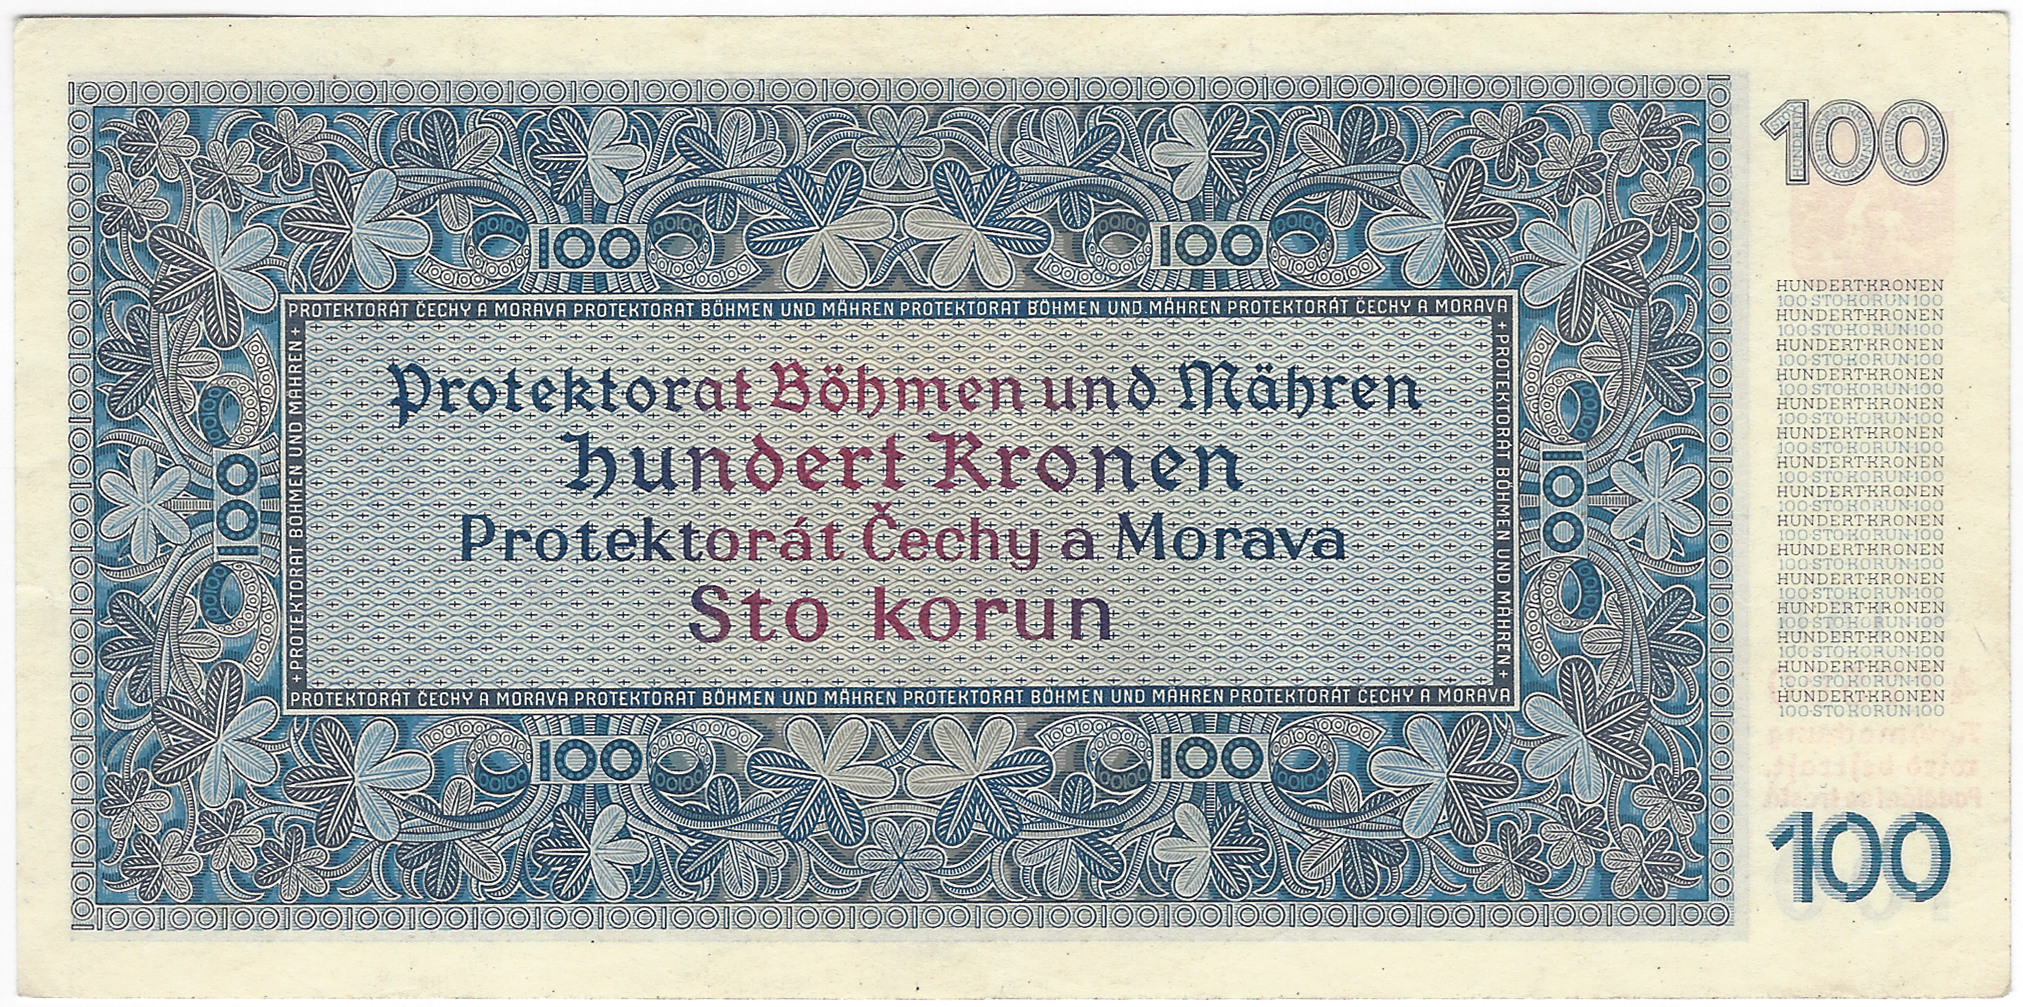 PROTEKTORÁT ČECHY A MORAVA PROTEKTORAT BÖHMEN UND MÄHREN PROTEKTORAT BÖHMEN UND MÄHREN PROTEKTORÁT ČECHY A MORAVA
+ PROTEKTORAT BÖHMEN UND MÄHREN +
+ PROTEKTORAT BÖHMEN UND MÄHREN +
100
100
100
100
Protektorat Böhmen und Mähren
hundert Kronen
Protektorát Čechy a Morava
Sto korun
PROTEKTORÁT ČECHY A MORAVA PROTEKTORAT BÖHMEN UND MÄHREN PROTEKTORAT BÖHMEN UND MÄHREN PROTEKTORÁT ČECHY A MORAVA
100
100
100
HUNDERT·KRONEN
100·STO·KORUN·100
HUNDERT·KRONEN
100·STO·KORUN·100
HUNDERT·KRONEN
100·STO·KORUN·100
HUNDERT·KRONEN
100·STO·KORUN·100
HUNDERT·KRONEN
100·STO·KORUN·100
HUNDERT·KRONEN
100·STO·KORUN·100
HUNDERT·KRONEN
100·STO·KORUN·100
HUNDERT·KRONEN
100·STO·KORUN·100
HUNDERT·KRONEN
100·STO·KORUN·100
HUNDERT·KRONEN
100·STO·KORUN·100
HUNDERT·KRONEN
100·STO·KORUN·100
HUNDERT·KRONEN
100·STO·KORUN·100
HUNDERT·KRONEN
100·STO·KORUN·100
HUNDERT·KRONEN
100·STO·KORUN·100
HUNDERT·KRONEN
100·STO·KORUN·100
100